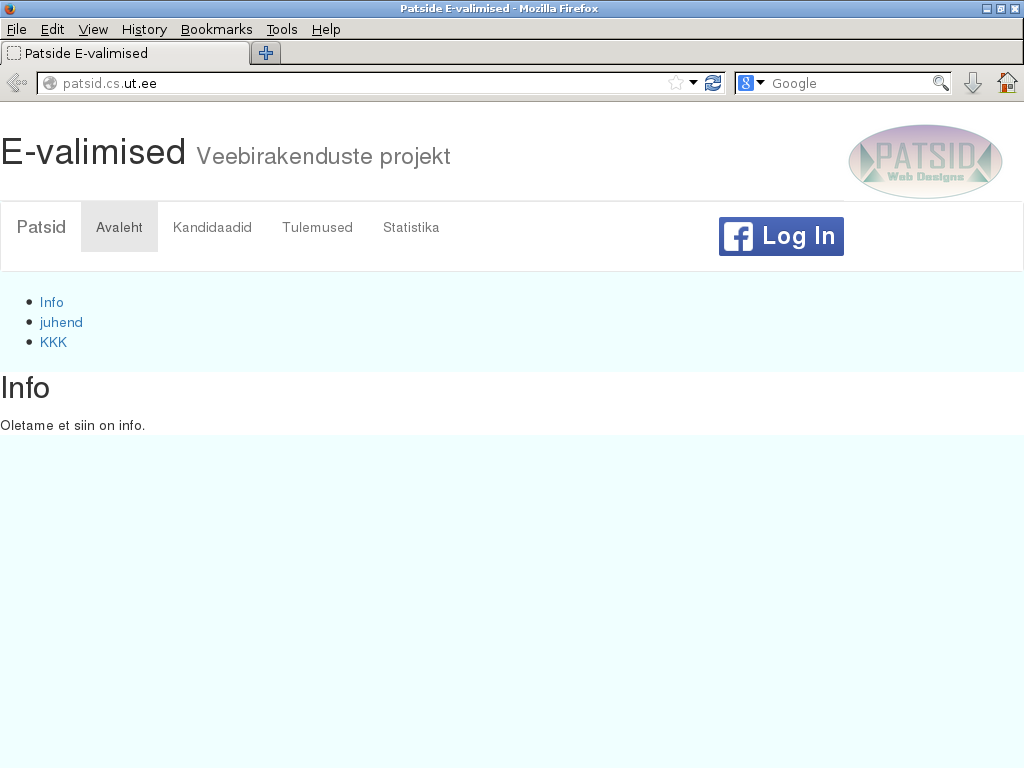 Patside E-valimised - Mozilla Firefox
File Edit View History Bookmarks Tools Help
Patside E-valimised
patsid.cs.ut.ee
Google
E-valimised Veebirakenduste projekt
PATSID
Web Designs
Patsid Avaleht Kandidaadid Tulemused Statistika
Log In
Info
juhend
KKK
Info
Oletame et siin on info.